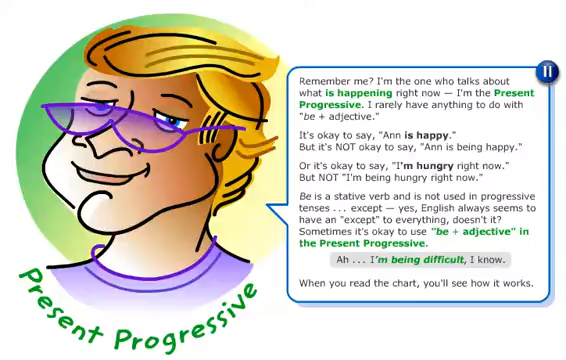 Remember me? I'm the one who talks about
what is happening right now — I'm the Present
Progressive. I rarely have anything to do with
"be + adjective."
It's okay to say, "Ann is happy."
But it's NOT okay to say, "Ann is being happy."
Or it's okay to say, "I'm hungry right now."
But NOT "I'm being hungry right now."
Be is a stative verb and is not used in progressive
tenses . . . except — yes, English always seems to
have an "except" to everything, doesn't it?
Sometimes it's okay to use "be + adjective" in
the Present Progressive.
Ah . . . I'm being difficult, I know.
When you read the chart, you'll see how it works.
Present Progressive